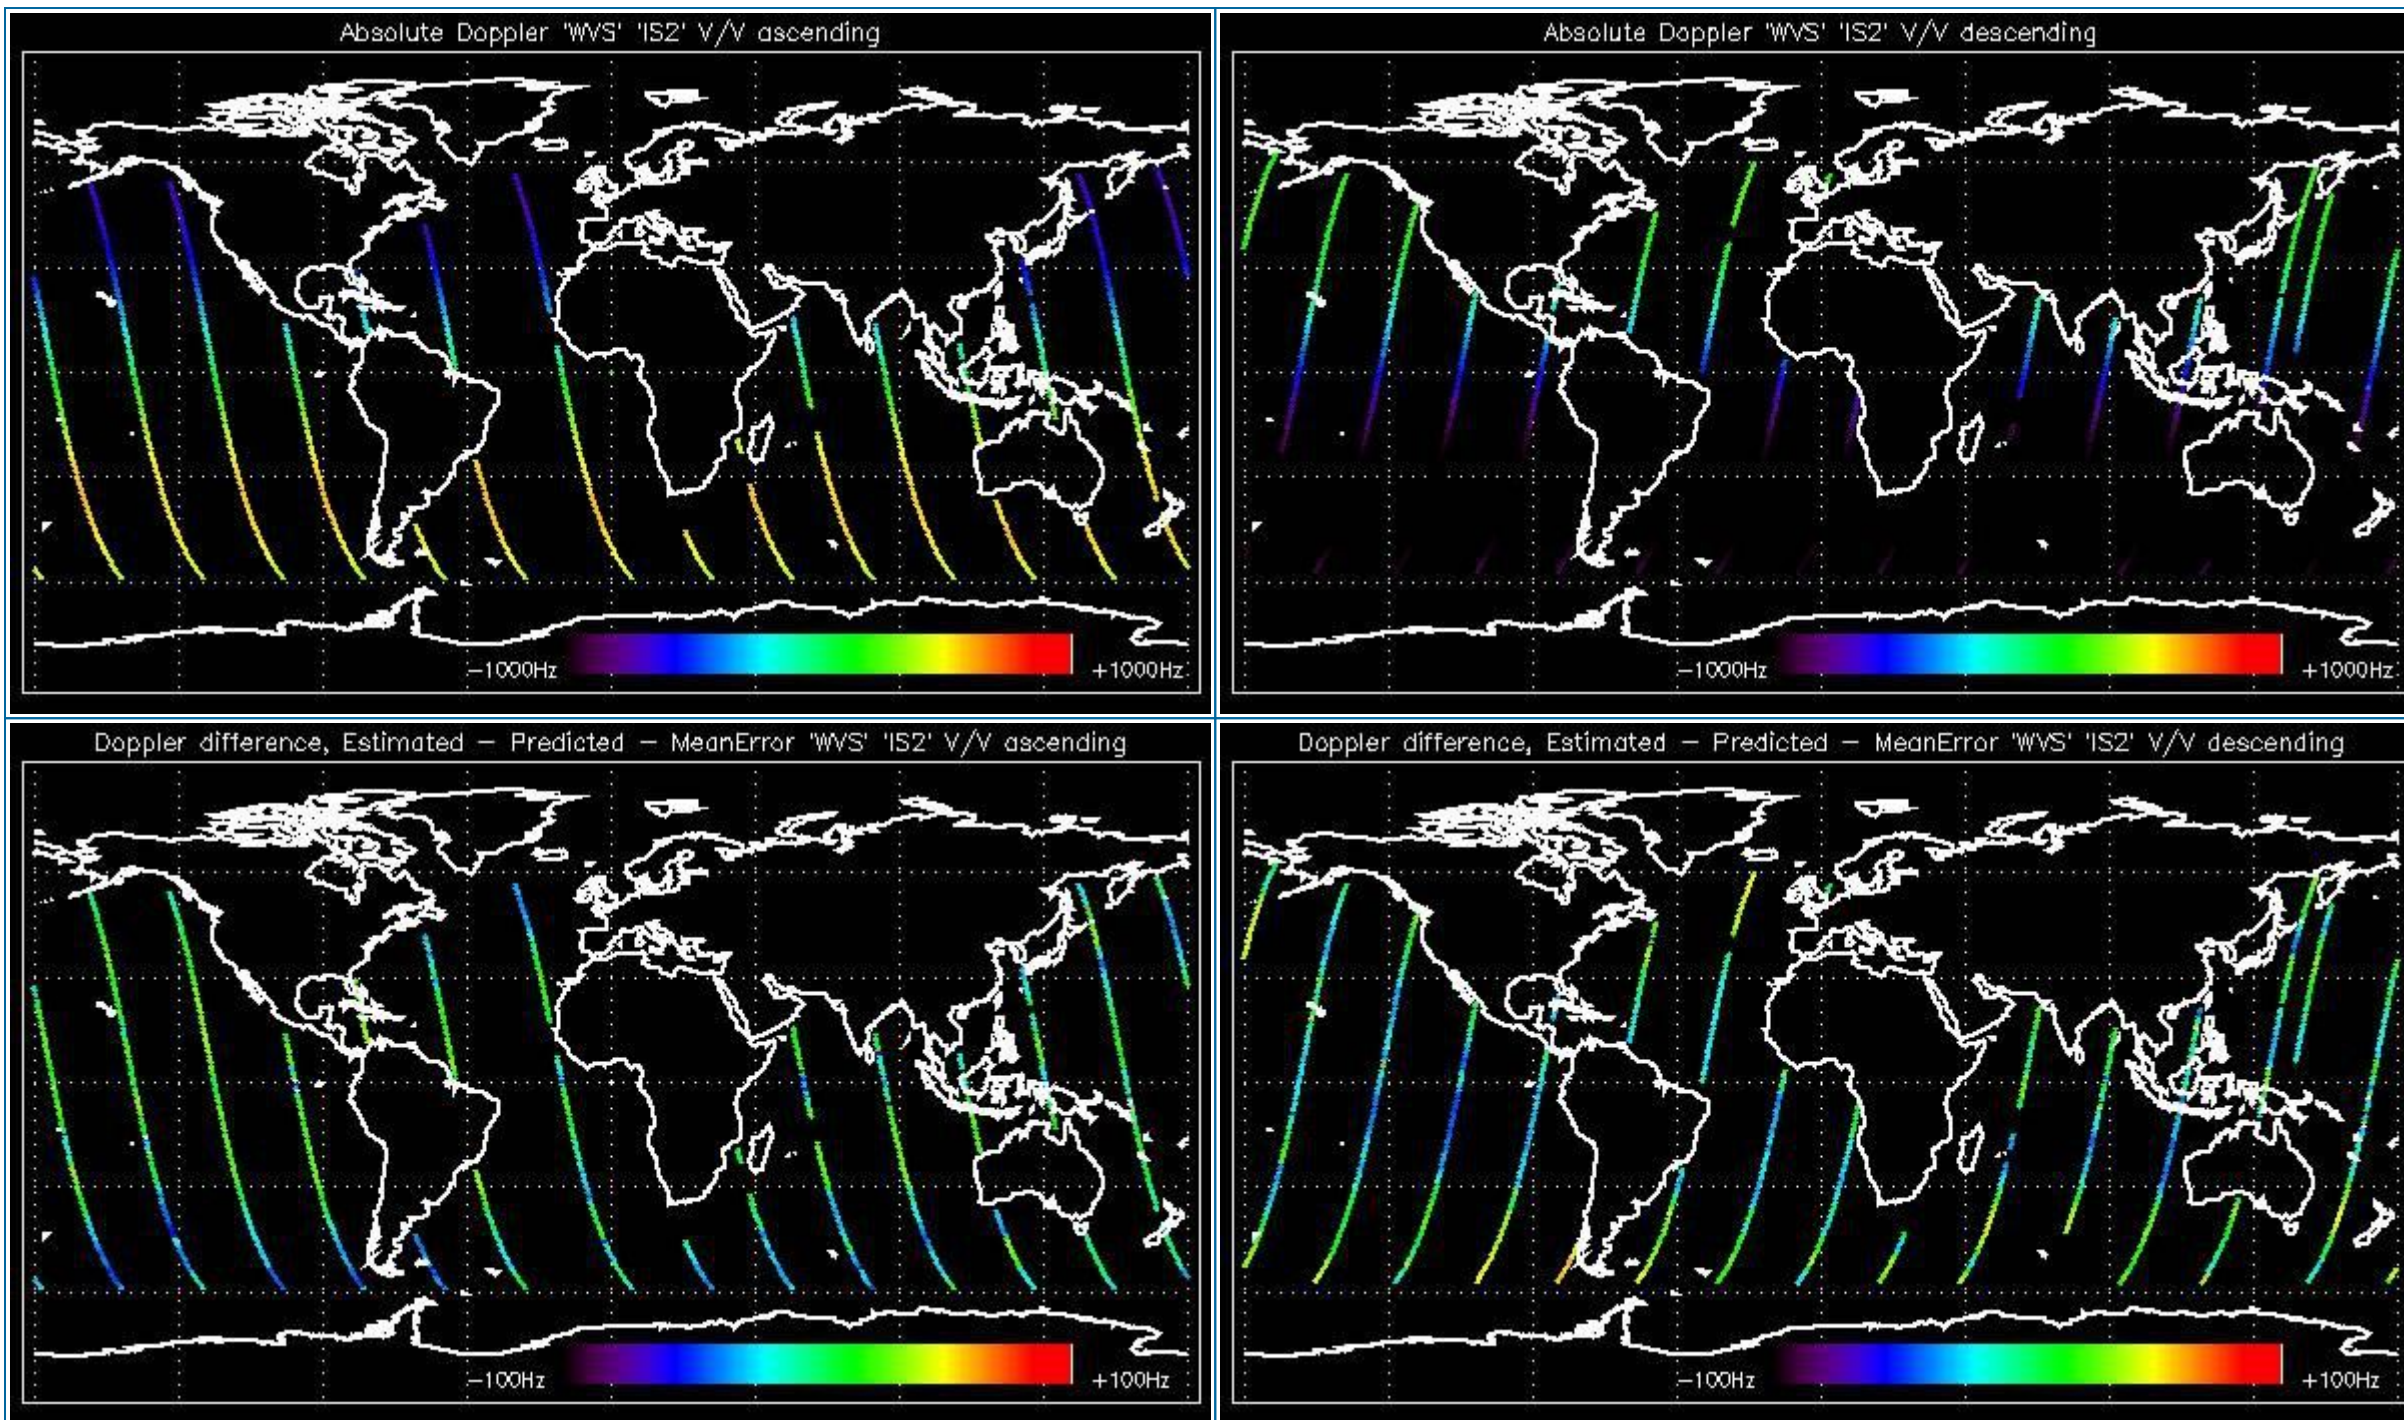 Absolute Doppler 'WVS' 'IS2' V/V ascending
-1000Hz
+1000Hz
Absolute Doppler 'WVS' 'IS2' V/V descending
-1000Hz
+1000Hz
Doppler difference, Estimated - Predicted - MeanError 'WVS' 'IS2' V/V ascending
-100Hz
+100Hz
Doppler difference, Estimated - Predicted - MeanError 'WVS' 'IS2' V/V descending
-100Hz
+100Hz